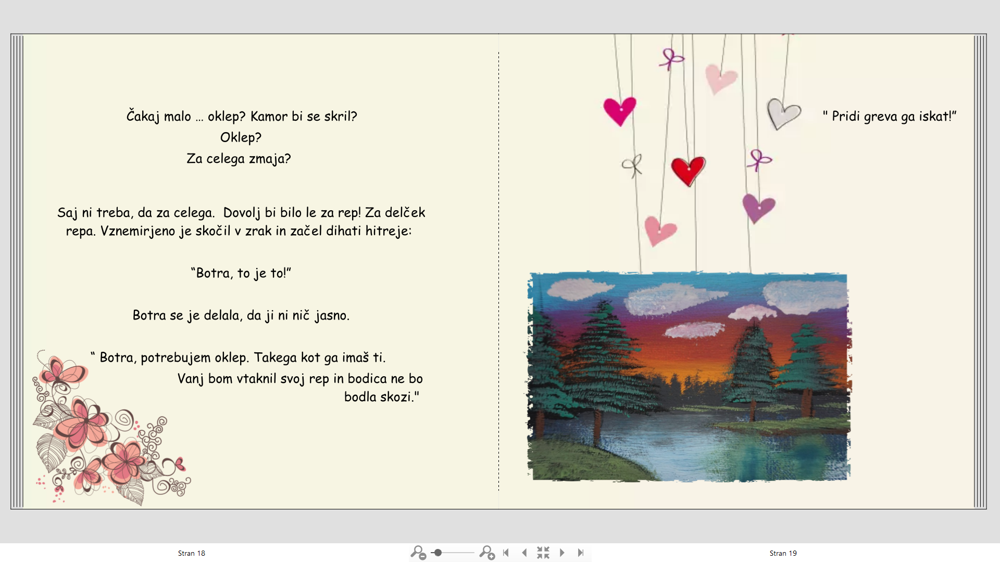 Čakaj malo … oklep? Kamor bi se skril?
Oklep?
Za celega zmaja?
Saj ni treba, da za celega.  Dovolj bi bilo le za rep! Za delček
repa. Vznemirjeno je skočil v zrak in začel dihati hitreje:
“Botra, to je to!”
Botra se je delala, da ji ni nič jasno.
“ Botra, potrebujem oklep. Takega kot ga imaš ti.
Vanj bom vtaknil svoj rep in bodica ne bo
bodla skozi."
" Pridi greva ga iskat!”
Stran 18
Stran 19